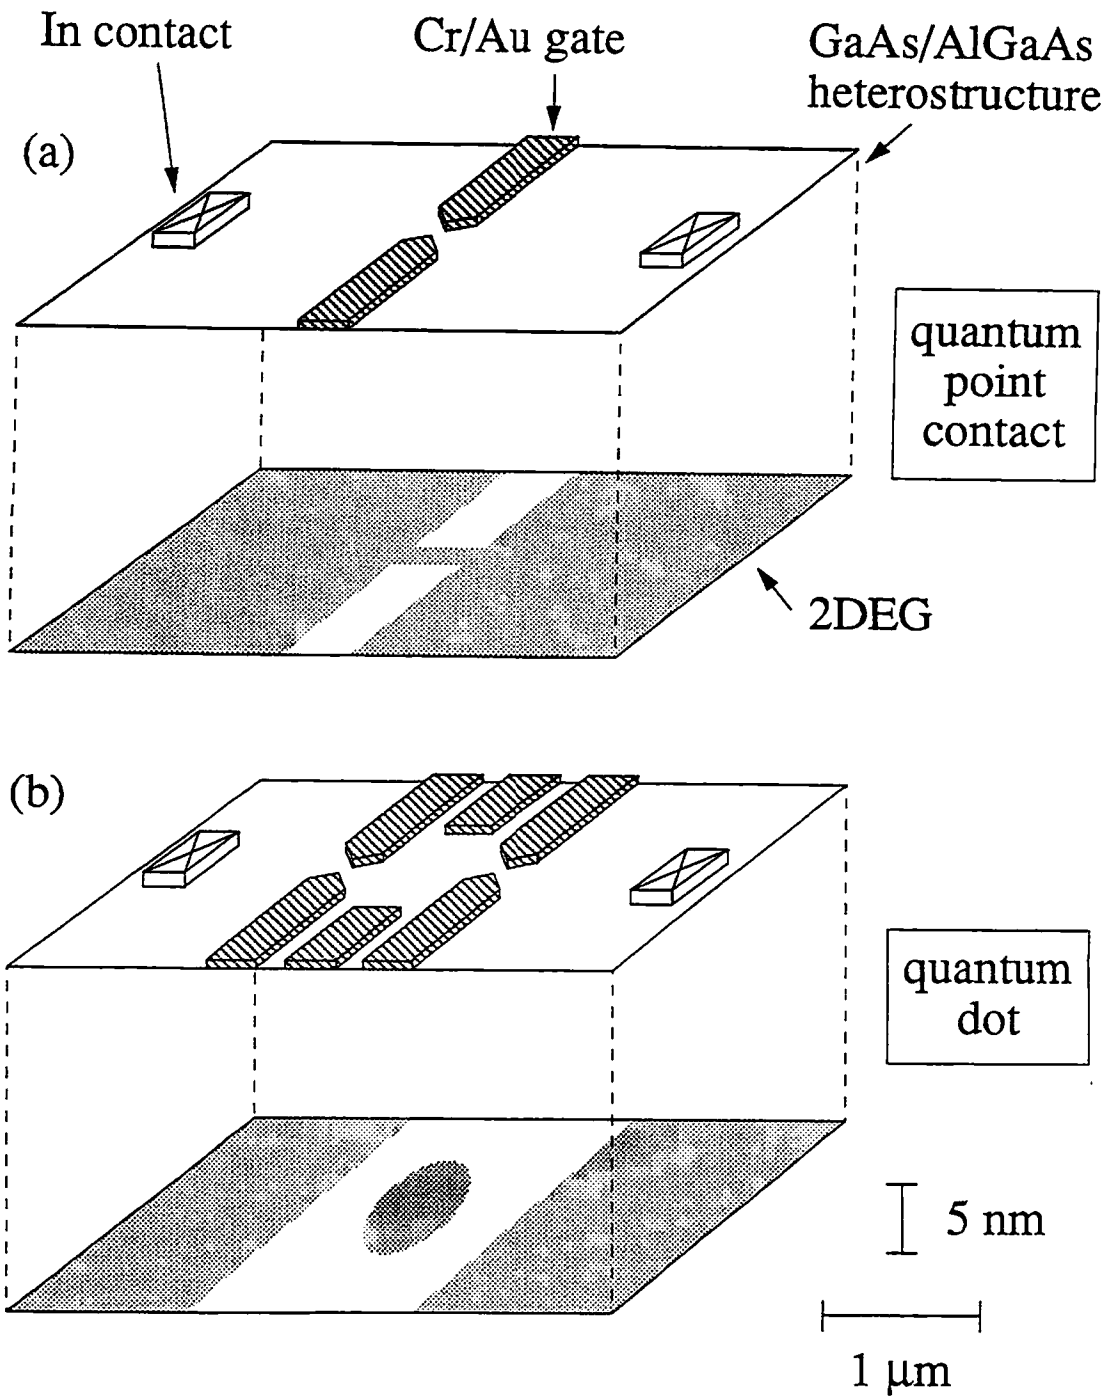 In contact
Cr/Au gate
GaAs/AlGaAs
heterostructure
(a)
quantum
point
contact
2DEG
(b)
quantum
dot
5 nm
1 μm